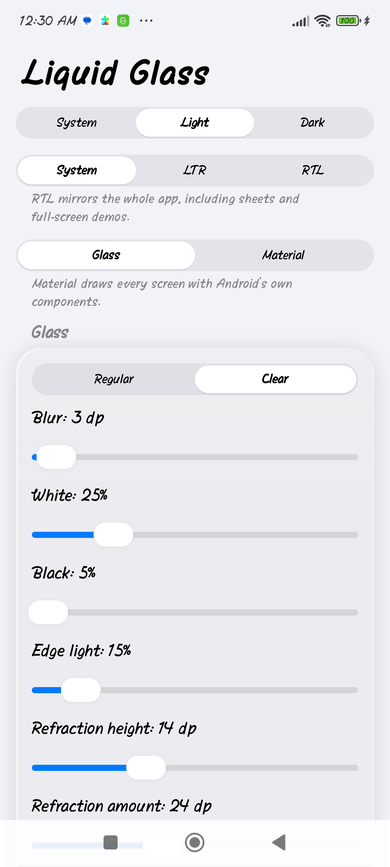 12:30 AM
100
Liquid Glass
System Light Dark
System LTR RTL
RTL mirrors the whole app, including sheets and
full-screen demos.
Glass Material
Material draws every screen with Android's own
components.
Glass
Regular Clear
Blur: 3 dp
White: 25%
Black: 5%
Edge light: 15%
Refraction height: 14 dp
Refraction amount: 24 dp